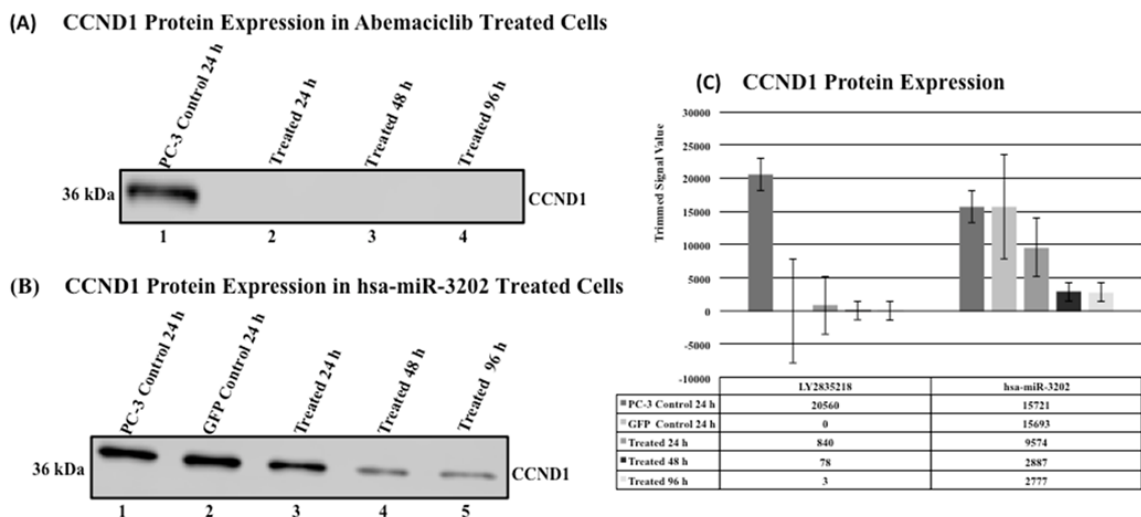 (A) CCND1 Protein Expression in Abemaciclib Treated Cells
PC-3 Control 24 h
Treated 24 h
Treated 48 h
Treated 96 h
36 kDa
CCND1
1 2 3 4
(B) CCND1 Protein Expression in hsa-miR-3202 Treated Cells
PC-3 Control 24 h
GFP Control 24 h
Treated 24 h
Treated 48 h
Treated 96 h
36 kDa
CCND1
1 2 3 4 5
(C) CCND1 Protein Expression
Trimmed Signal Value
30000
25000
20000
15000
10000
5000
0
-5000
-10000
LY2835218 hsa-miR-3202
PC-3 Control 24 h 20560 15721
GFP Control 24 h 0 15693
Treated 24 h 840 9574
Treated 48 h 78 2887
Treated 96 h 3 2777